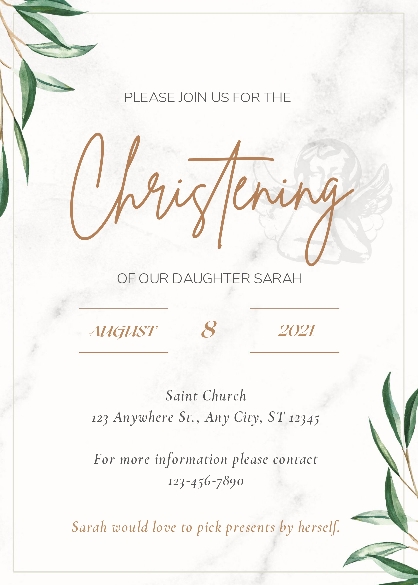 PLEASE JOIN US FOR THE
Christening
OF OUR DAUGHTER SARAH
AUGUST 8 2021
Saint Church
123 Anywhere St., Any City, ST 12345
For more information please contact
123-456-7890
Sarah would love to pick presents by herself.